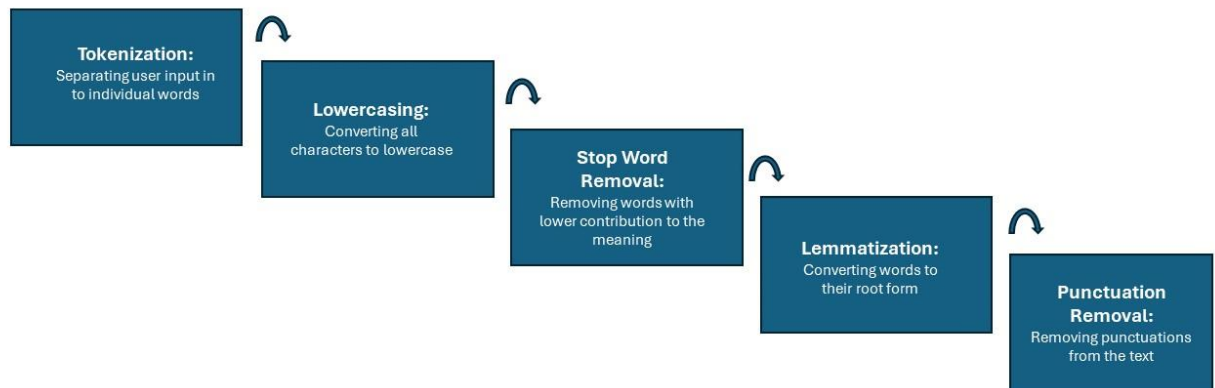 Tokenization:
Separating user input in
to individual words
Lowercasing:
Converting all
characters to lowercase
Stop Word
Removal:
Removing words with
lower contribution to the
meaning
Lemmatization:
Converting words to
their root form
Punctuation
Removal:
Removing punctuations
from the text